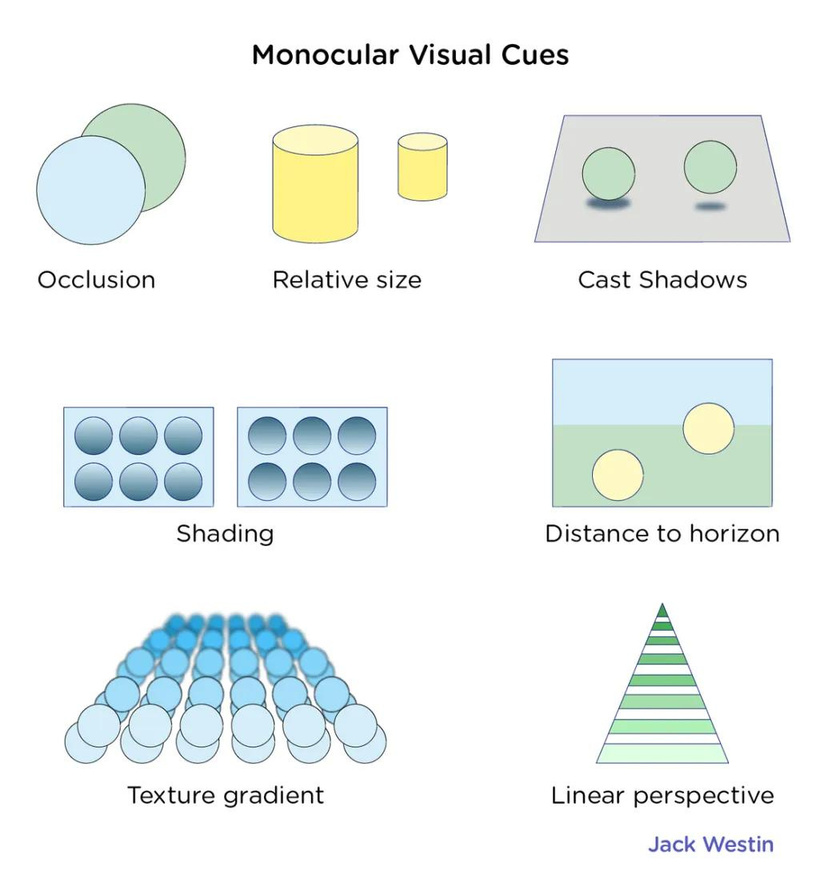 Monocular Visual Cues
Occlusion
Relative size
Cast Shadows
Shading
Distance to horizon
Texture gradient
Linear perspective
Jack Westin